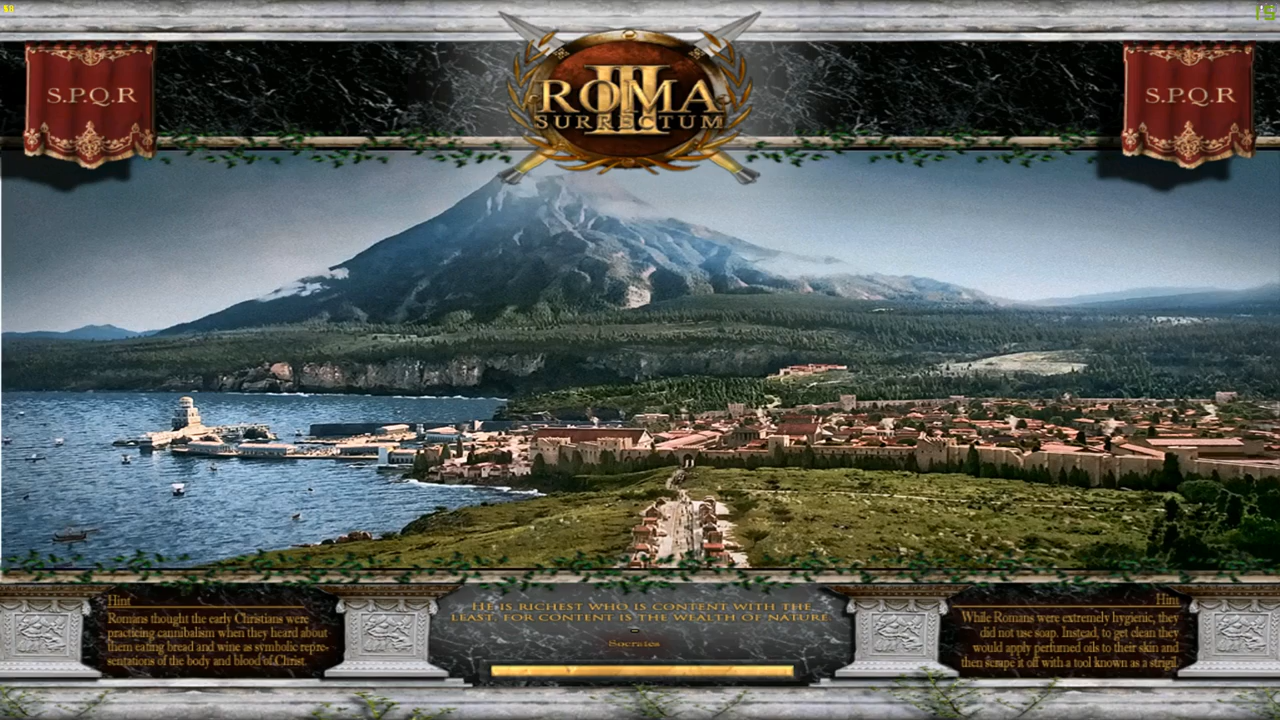 58
S.P.Q.R
III
ROMA
SURRECTUM
S.P.Q.R
Hint
Romans thought the early Christians were
practicing cannibalism when they heard about
them eating bread and wine as symbolic repre-
sentations of the body and blood of Christ.
HE IS RICHEST WHO IS CONTENT WITH THE
LEAST, FOR CONTENT IS THE WEALTH OF NATURE.
-
Socrates
Hint
While Romans were extremely hygienic, they
did not use soap. Instead, to get clean they
would apply perfumed oils to their skin and
then scrape it off with a tool known as a strigil.